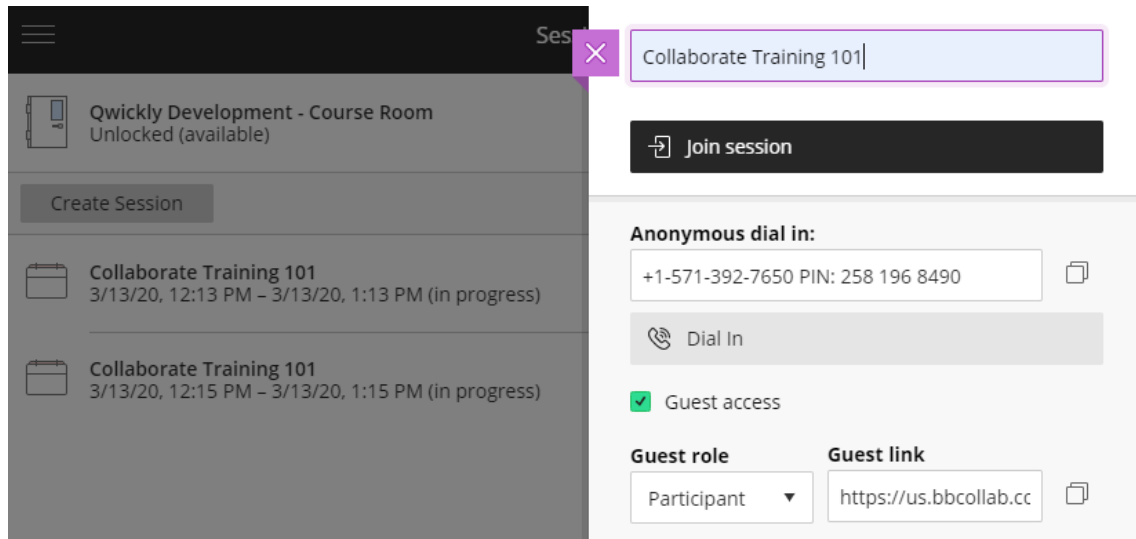 Sess
Qwickly Development - Course Room
Unlocked (available)
Create Session
Collaborate Training 101
3/13/20, 12:13 PM – 3/13/20, 1:13 PM (in progress)
Collaborate Training 101
3/13/20, 12:15 PM – 3/13/20, 1:15 PM (in progress)
Collaborate Training 101
Join session
Anonymous dial in:
+1-571-392-7650 PIN: 258 196 8490
Dial In
Guest access
Guest role
Participant
Guest link
https://us.bbcollab.cc